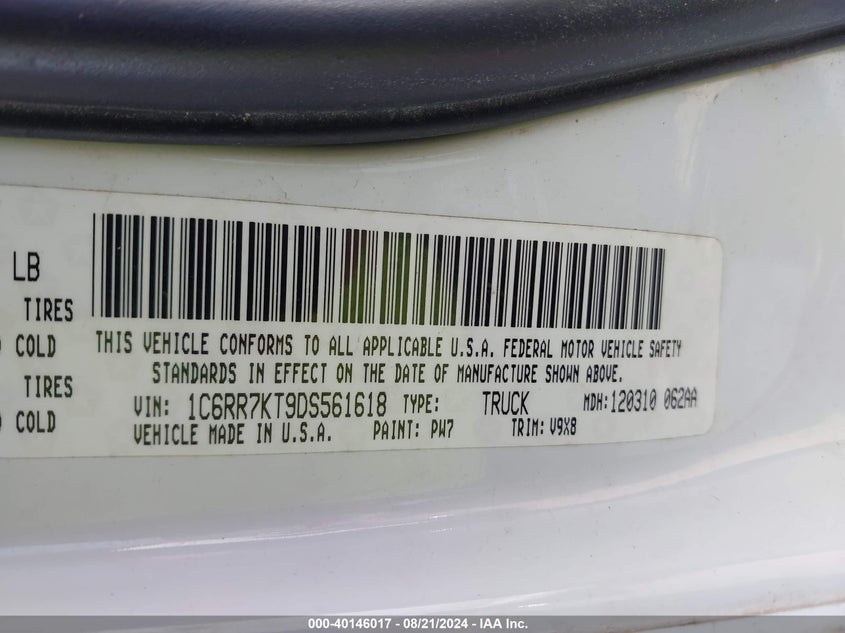 LB
TIRES
COLD
TIRES
COLD
THIS VEHICLE CONFORMS TO ALL APPLICABLE U.S.A. FEDERAL MOTOR VEHICLE SAFETY
STANDARDS IN EFFECT ON THE DATE OF MANUFACTURE SHOWN ABOVE.
VIN: 1C6RR7KT9DS561618 TYPE: TRUCK MDH:120310 062AA
VEHICLE MADE IN U.S.A. PAINT: PW7 TRIM: V9X8
000-40146017 - 08/21/2024 - IAA Inc.